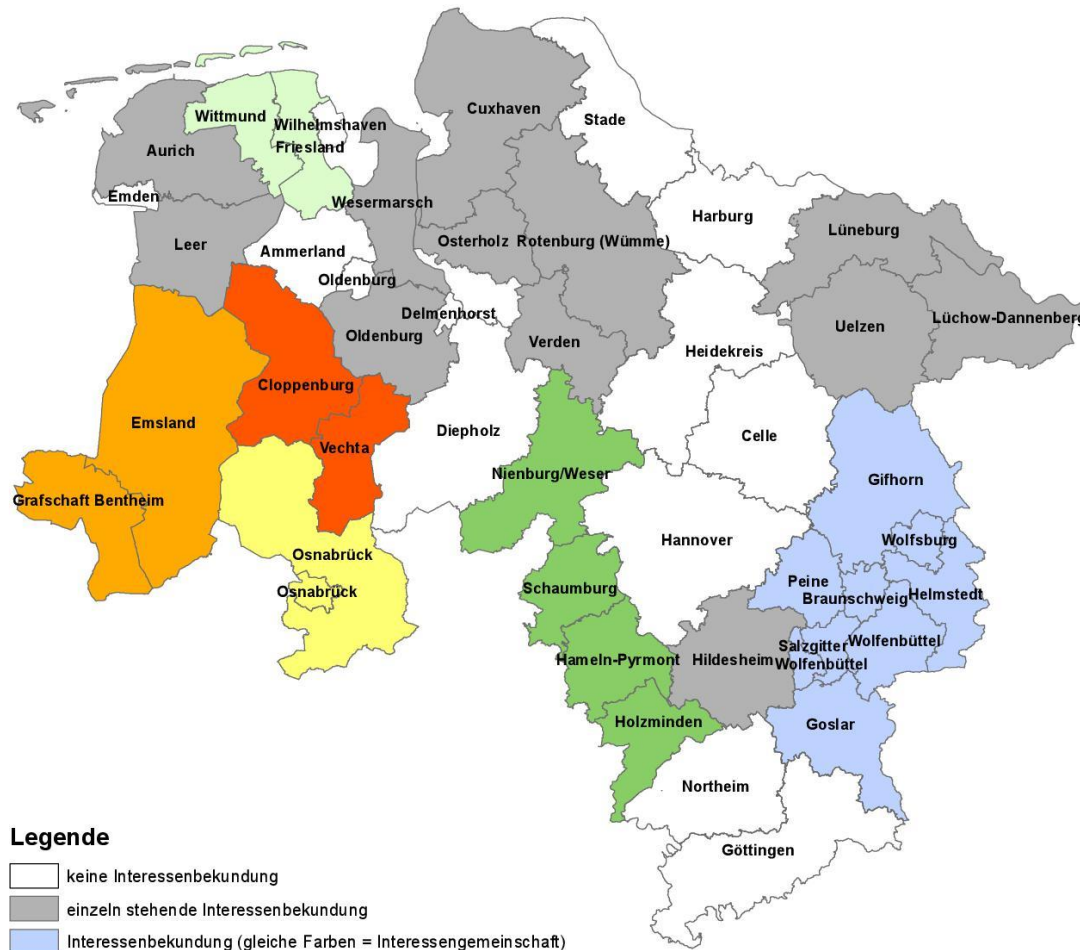 Cuxhaven
Stade
Wittmund
Wilhelmshaven
Friesland
Aurich
Emden
Wesermarsch
Harburg
Lüneburg
Leer
Ammerland
Osterholz
Rotenburg (Wümme)
Oldenburg
Delmenhorst
Lüchow-Dannenberg
Oldenburg
Verden
Uelzen
Heidekreis
Cloppenburg
Emsland
Diepholz
Celle
Vechta
Nienburg/Weser
Gifhorn
Grafschaft Bentheim
Hannover
Wolfsburg
Osnabrück
Peine
Osnabrück
Schaumburg
Braunschweig
Helmstedt
Salzgitter
Wolfenbüttel
Hameln-Pyrmont
Hildesheim
Wolfenbüttel
Holzminden
Goslar
Northeim
Göttingen
Legende
keine Interessenbekundung
einzeln stehende Interessenbekundung
Interessenbekundung (gleiche Farben = Interessengemeinschaft)